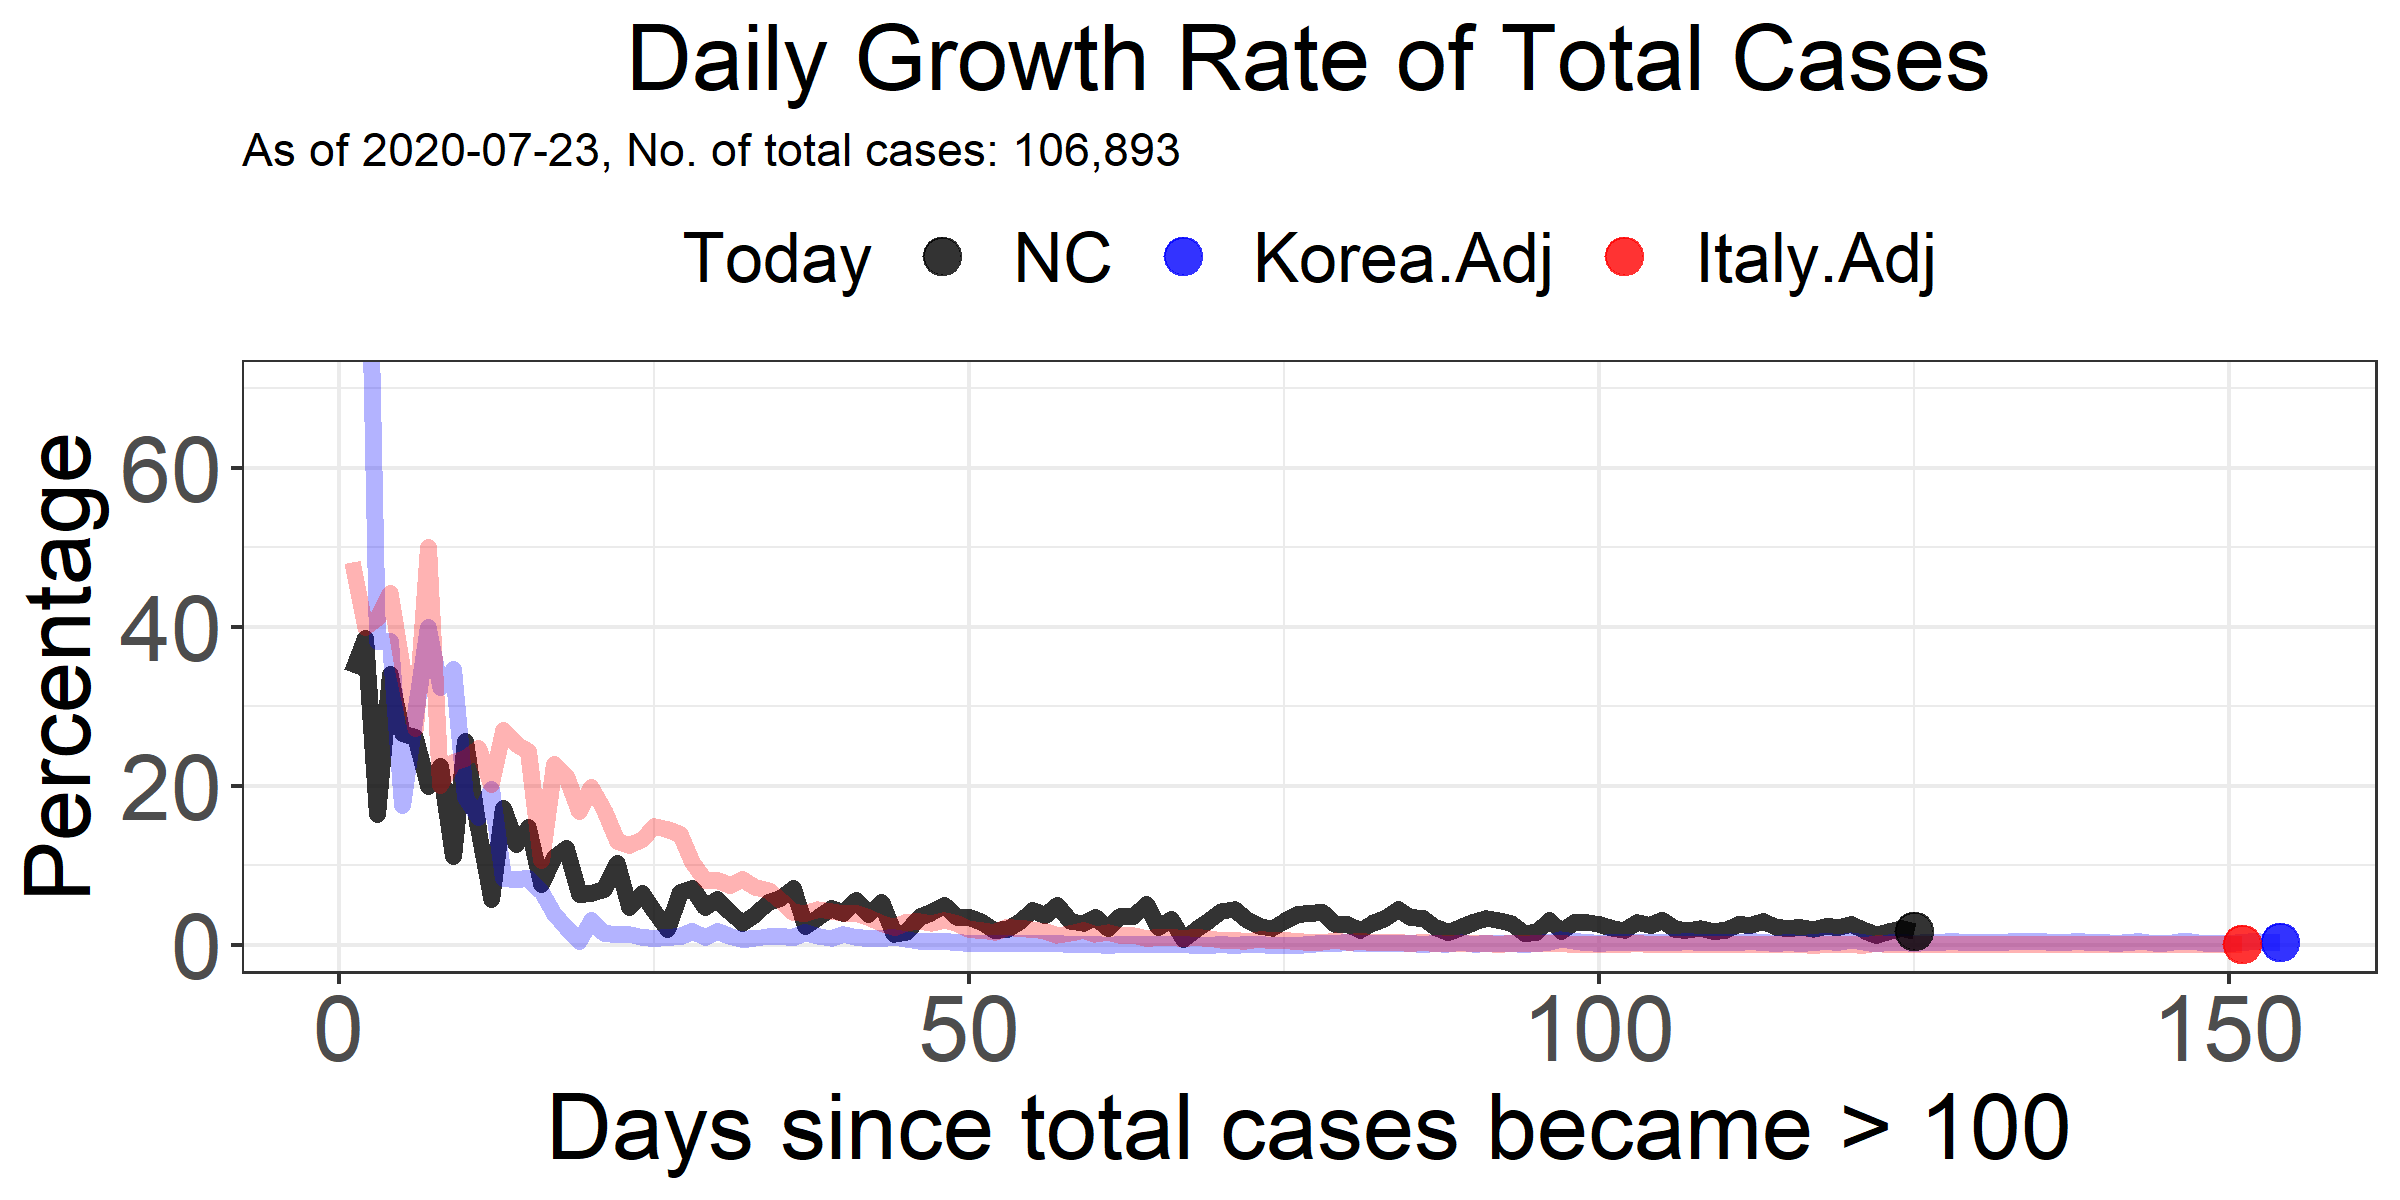 Daily Growth Rate of Total Cases
As of 2020-07-23, No. of total cases: 106,893
Today NC Korea.Adj Italy.Adj
Percentage
60
40
20
0
0 50 100 150
Days since total cases became > 100